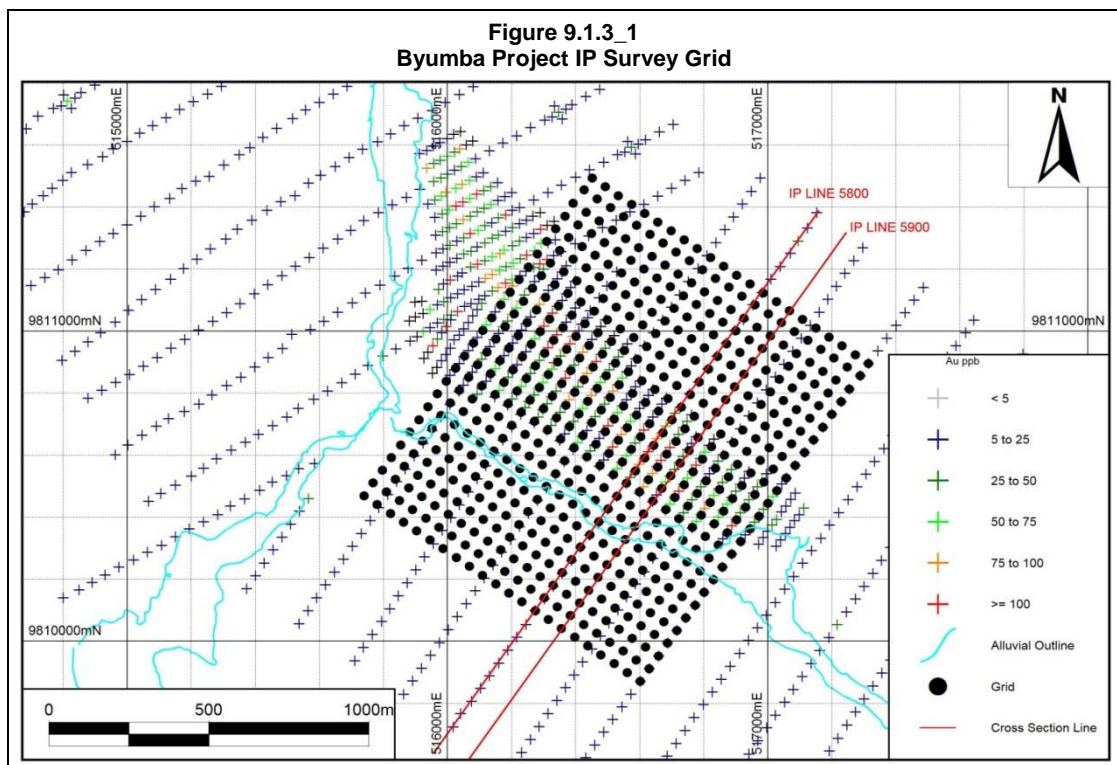 Figure 9.1.3_1
Byumba Project IP Survey Grid
515000mE
516000mE
517000mE
N
IP LINE 5800
IP LINE 5900
9811000mN
9810000mN
516000mE
517000mE
Au ppb
< 5
5 to 25
25 to 50
50 to 75
75 to 100
>= 100
Alluvial Outline
Grid
Cross Section Line
0 500 1000m